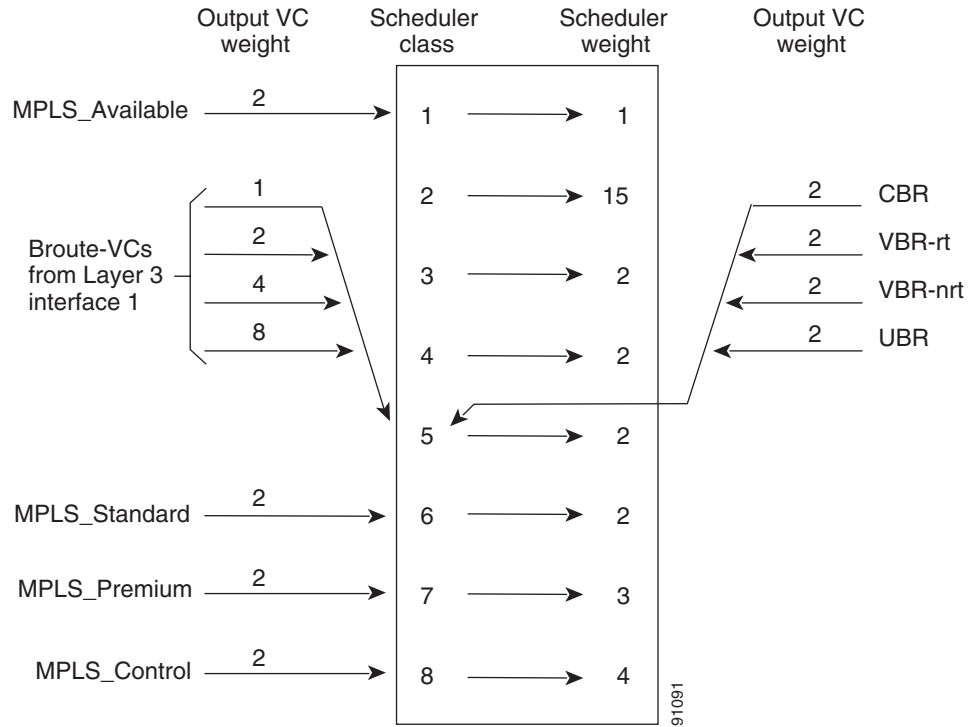 Output VC
weight
Scheduler
class
Scheduler
weight
Output VC
weight
MPLS_Available
2
1
1
Broute-VCs
from Layer 3
interface 1
1
2
4
8
2
15
3
2
4
2
5
2
2
CBR
2
VBR-rt
2
VBR-nrt
2
UBR
MPLS_Standard
2
6
2
MPLS_Premium
2
7
3
MPLS_Control
2
8
4
91091